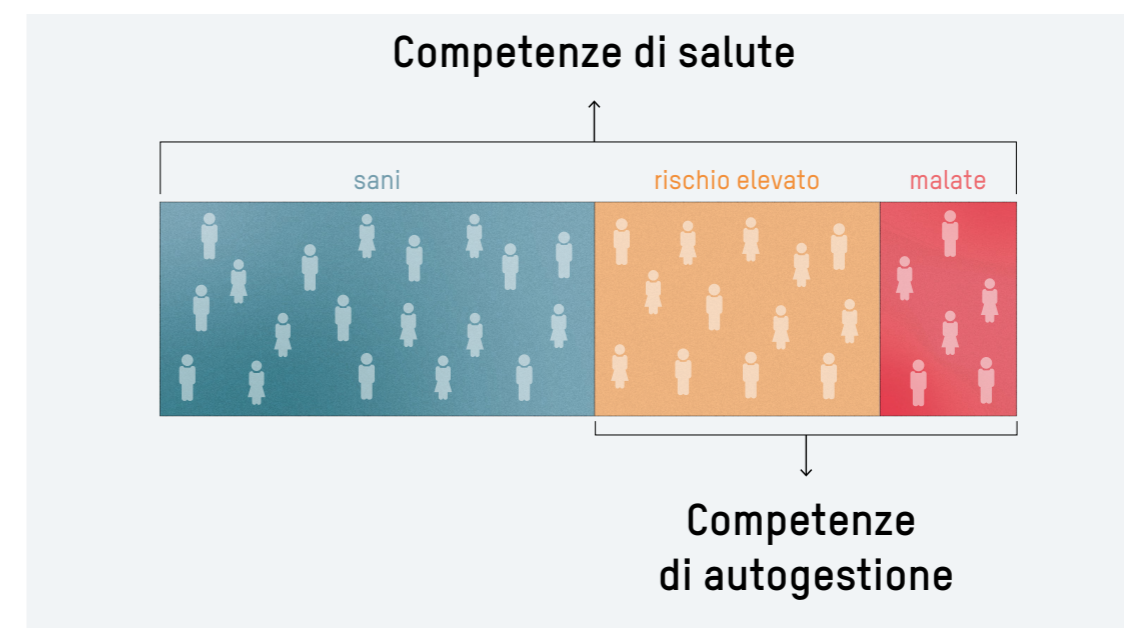 Competenze di salute
sani
rischio elevato
malate
Competenze
di autogestione